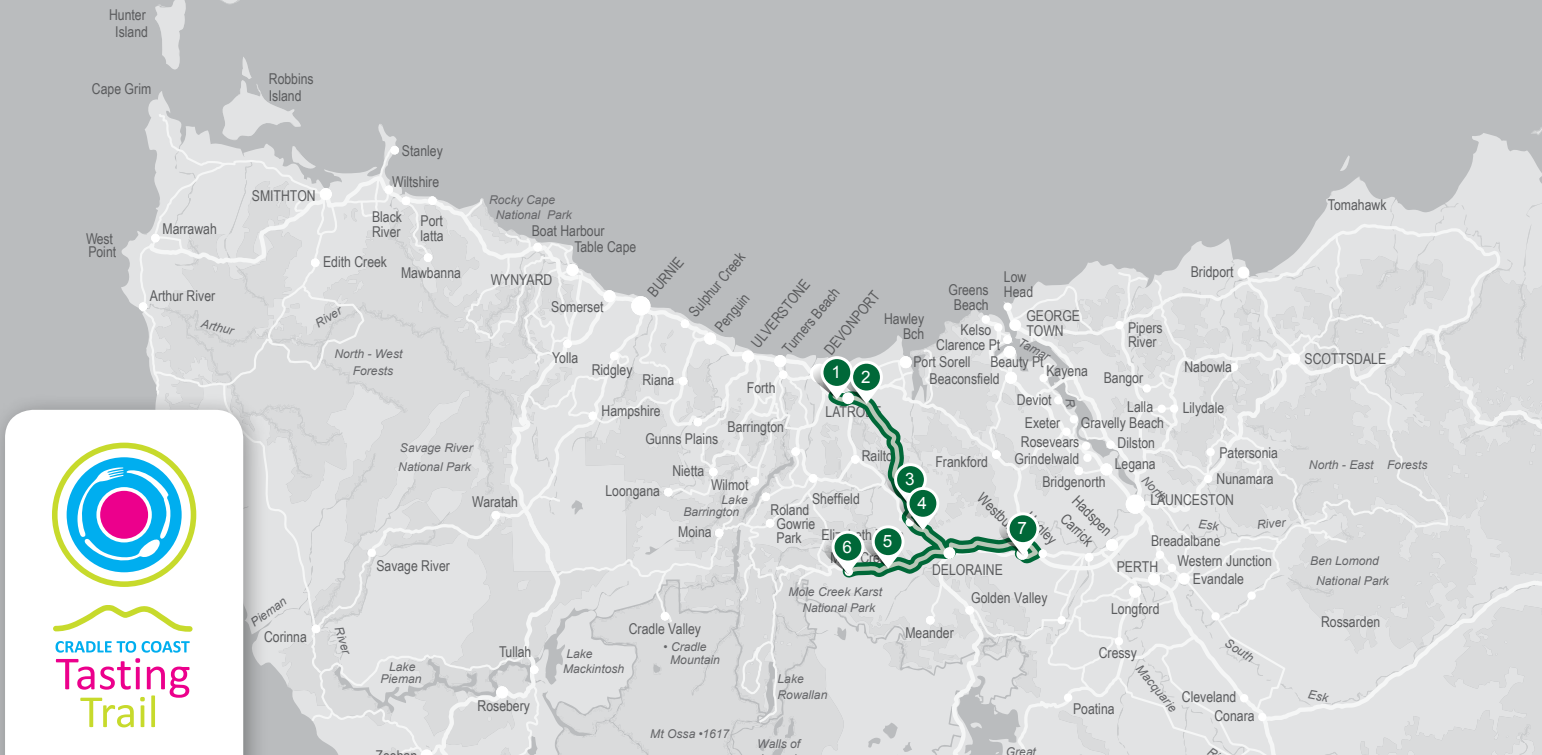 Hunter
Island
Cape Grim
Robbins
Island
Stanley
Wiltshire
SMITHTON
Black
River
Port
latta
Rocky Cape
National Park
Boat Harbour
Table Cape
Marrawah
West
Point
Edith Creek
Mawbanna
WYNYARD
Arthur River
Arthur
River
Somerset
BURNIE
Sulphur Creek
Penguin
ULVERSTONE
Turners Beach
DEVONPORT
Hawley
Bch
Port Sorell
Greens
Beach
Low
Head
GEORGE
TOWN
Kelso
Clarence Pt
Tamar
R
Beauty Pt
Beaconsfield
Kayena
Bridport
Tomahawk
Pipers
River
SCOTTSDALE
Nabowla
Bangor
Lalla
Lilydale
North - West
Forests
Yolla
Ridgley
Riana
Forth
1
2
Deviot
Exeter
Gravelly Beach
Rosevears
Dilston
Grindelwald
Legana
Patersonia
Bridgenorth
Nunamara
North - East Forests
Hampshire
Gunns Plains
Barrington
Frankford
Savage River
National Park
Nietta
Wilmot
Loongana
Lake
Barrington
Sheffield
3
4
Waratah
Moina
Roland
Gowrie
Park
5
6
7
Hadspen
Carrick
LAUNCESTON
North
Esk
River
Breadalbane
Western Junction
Evandale
PERTH
Ben Lomond
National Park
Savage River
DELORAINE
Mole Creek Karst
National Park
Golden Valley
Longford
Rossarden
Pieman
River
Corinna
Cradle Valley
• Cradle
Mountain
Meander
Cressy
South
Esk
Tullah
Lake
Mackintosh
Lake
Pieman
Lake
Rowallan
Macquarie
Cleveland
Conara
Rosebery
Poatina
Mt Ossa •1617
Walls of
Great
CRADLE TO COAST
Tasting
Trail